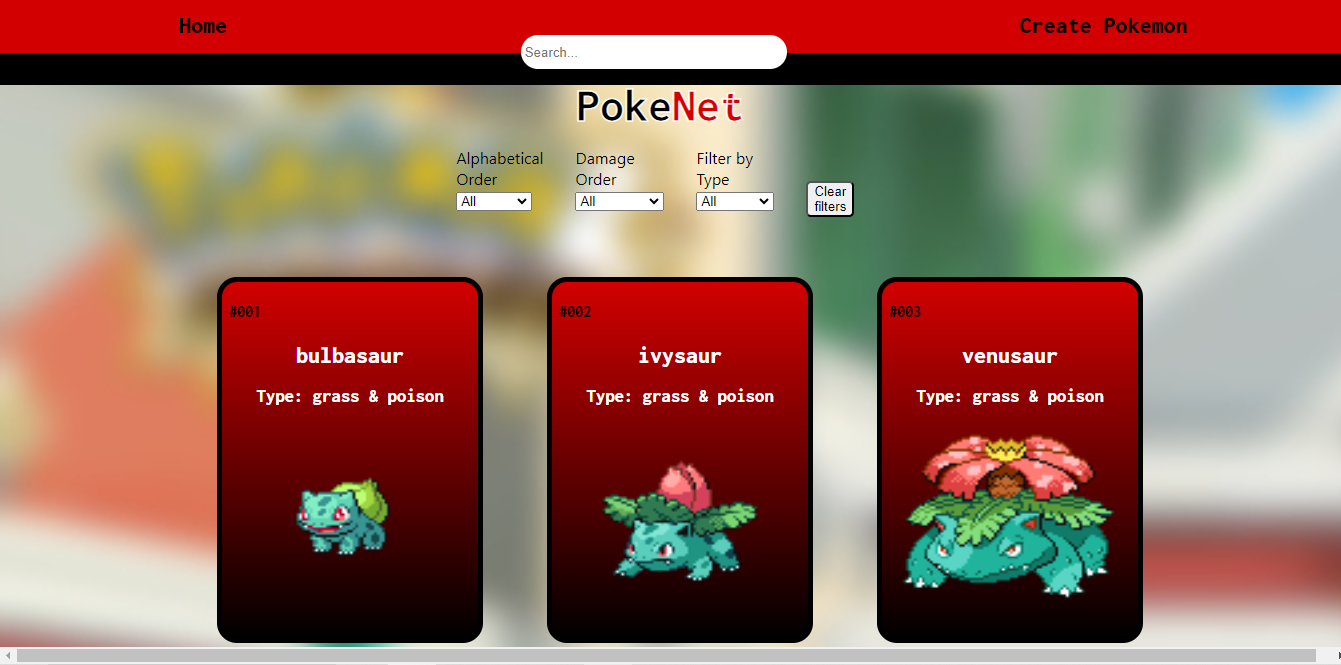 Home
Create Pokemon
Search...
PokeNet
Alphabetical Order
All
Damage Order
All
Filter by Type
All
Clear filters
#001
bulbasaur
Type: grass & poison
#002
ivysaur
Type: grass & poison
#003
venusaur
Type: grass & poison